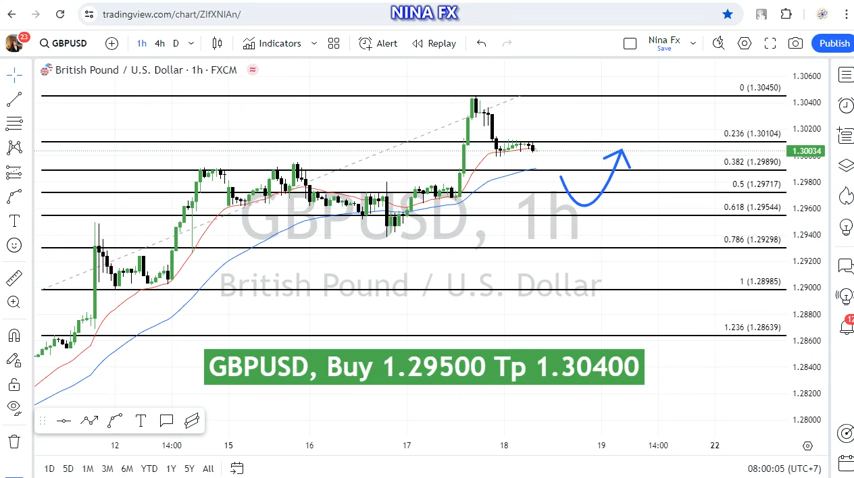 NINA FX
tradingview.com/chart/ZIfXNIAn/
23
GBPUSD
1h 4h D
Indicators
Alert
Replay
Nina Fx
Save
Publish
British Pound / U.S. Dollar · 1h · FXCM
1.30600
0 (1.30450)
1.30400
1.30200
0.236 (1.30104)
1.30034
1.30000
0.382 (1.29890)
1.29800
0.5 (1.29717)
1.29600
0.618 (1.29544)
1.29400
0.786 (1.29298)
1.29200
1 (1.28985)
1.29000
1.28800
1.236 (1.28639)
1.28600
1.28400
1.28200
1.28000
GBPUSD, 1h
British Pound / U.S. Dollar
GBPUSD, Buy 1.29500 Tp 1.30400
12 14:00 15 16 17 18 19 14:00 22
1D 5D 1M 3M 6M YTD 1Y 5Y All
08:00:05 (UTC+7)